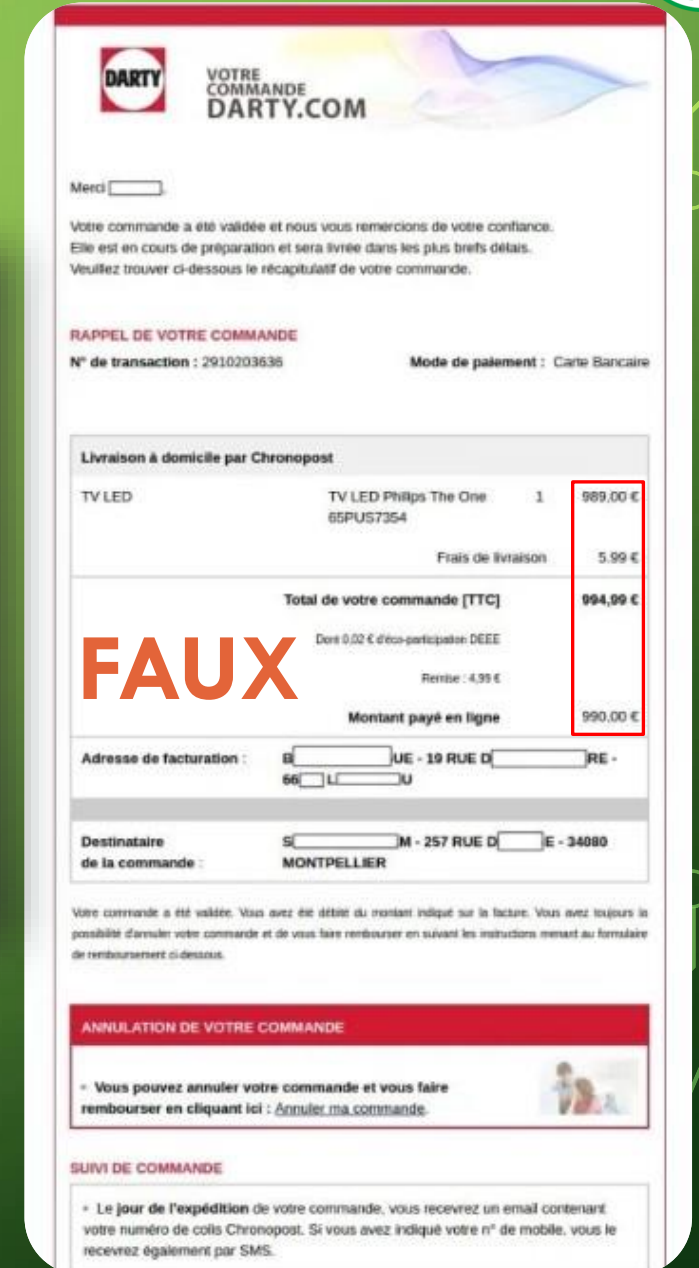 DARTY
VOTRE
COMMANDE
DARTY.COM
Merci
Votre commande a été validée et nous vous remercions de votre confiance.
Elle est en cours de préparation et sera livrée dans les plus brefs délais.
Veuillez trouver ci-dessous le récapitulatif de votre commande.
RAPPEL DE VOTRE COMMANDE
N° de transaction : 2910203636 Mode de paiement : Carte Bancaire
Livraison à domicile par Chronopost
TV LED TV LED Philips The One 1 989,00 €
65PUS7354
Frais de livraison 5.99 €
Total de votre commande [TTC] 994,99 €
Dont 0,02 € d'éco-participation DEEE
FAUX
Remise : 4,99 €
Montant payé en ligne 990,00 €
Adresse de facturation : B UE - 19 RUE D RE -
66 L U
Destinataire S M - 257 RUE D E - 34080
de la commande : MONTPELLIER
Votre commande a été validée. Vous avez été débité du montant indiqué sur la facture. Vous avez toujours la
possibilité d'annuler votre commande et de vous faire rembourser en suivant les instructions menant au formulaire
de remboursement ci-dessous.
ANNULATION DE VOTRE COMMANDE
Vous pouvez annuler votre commande et vous faire
rembourser en cliquant ici : Annuler ma commande.
SUIVI DE COMMANDE
Le jour de l'expédition de votre commande, vous recevrez un email contenant
votre numéro de colis Chronopost. Si vous avez indiqué votre n° de mobile, vous le
recevrez également par SMS.